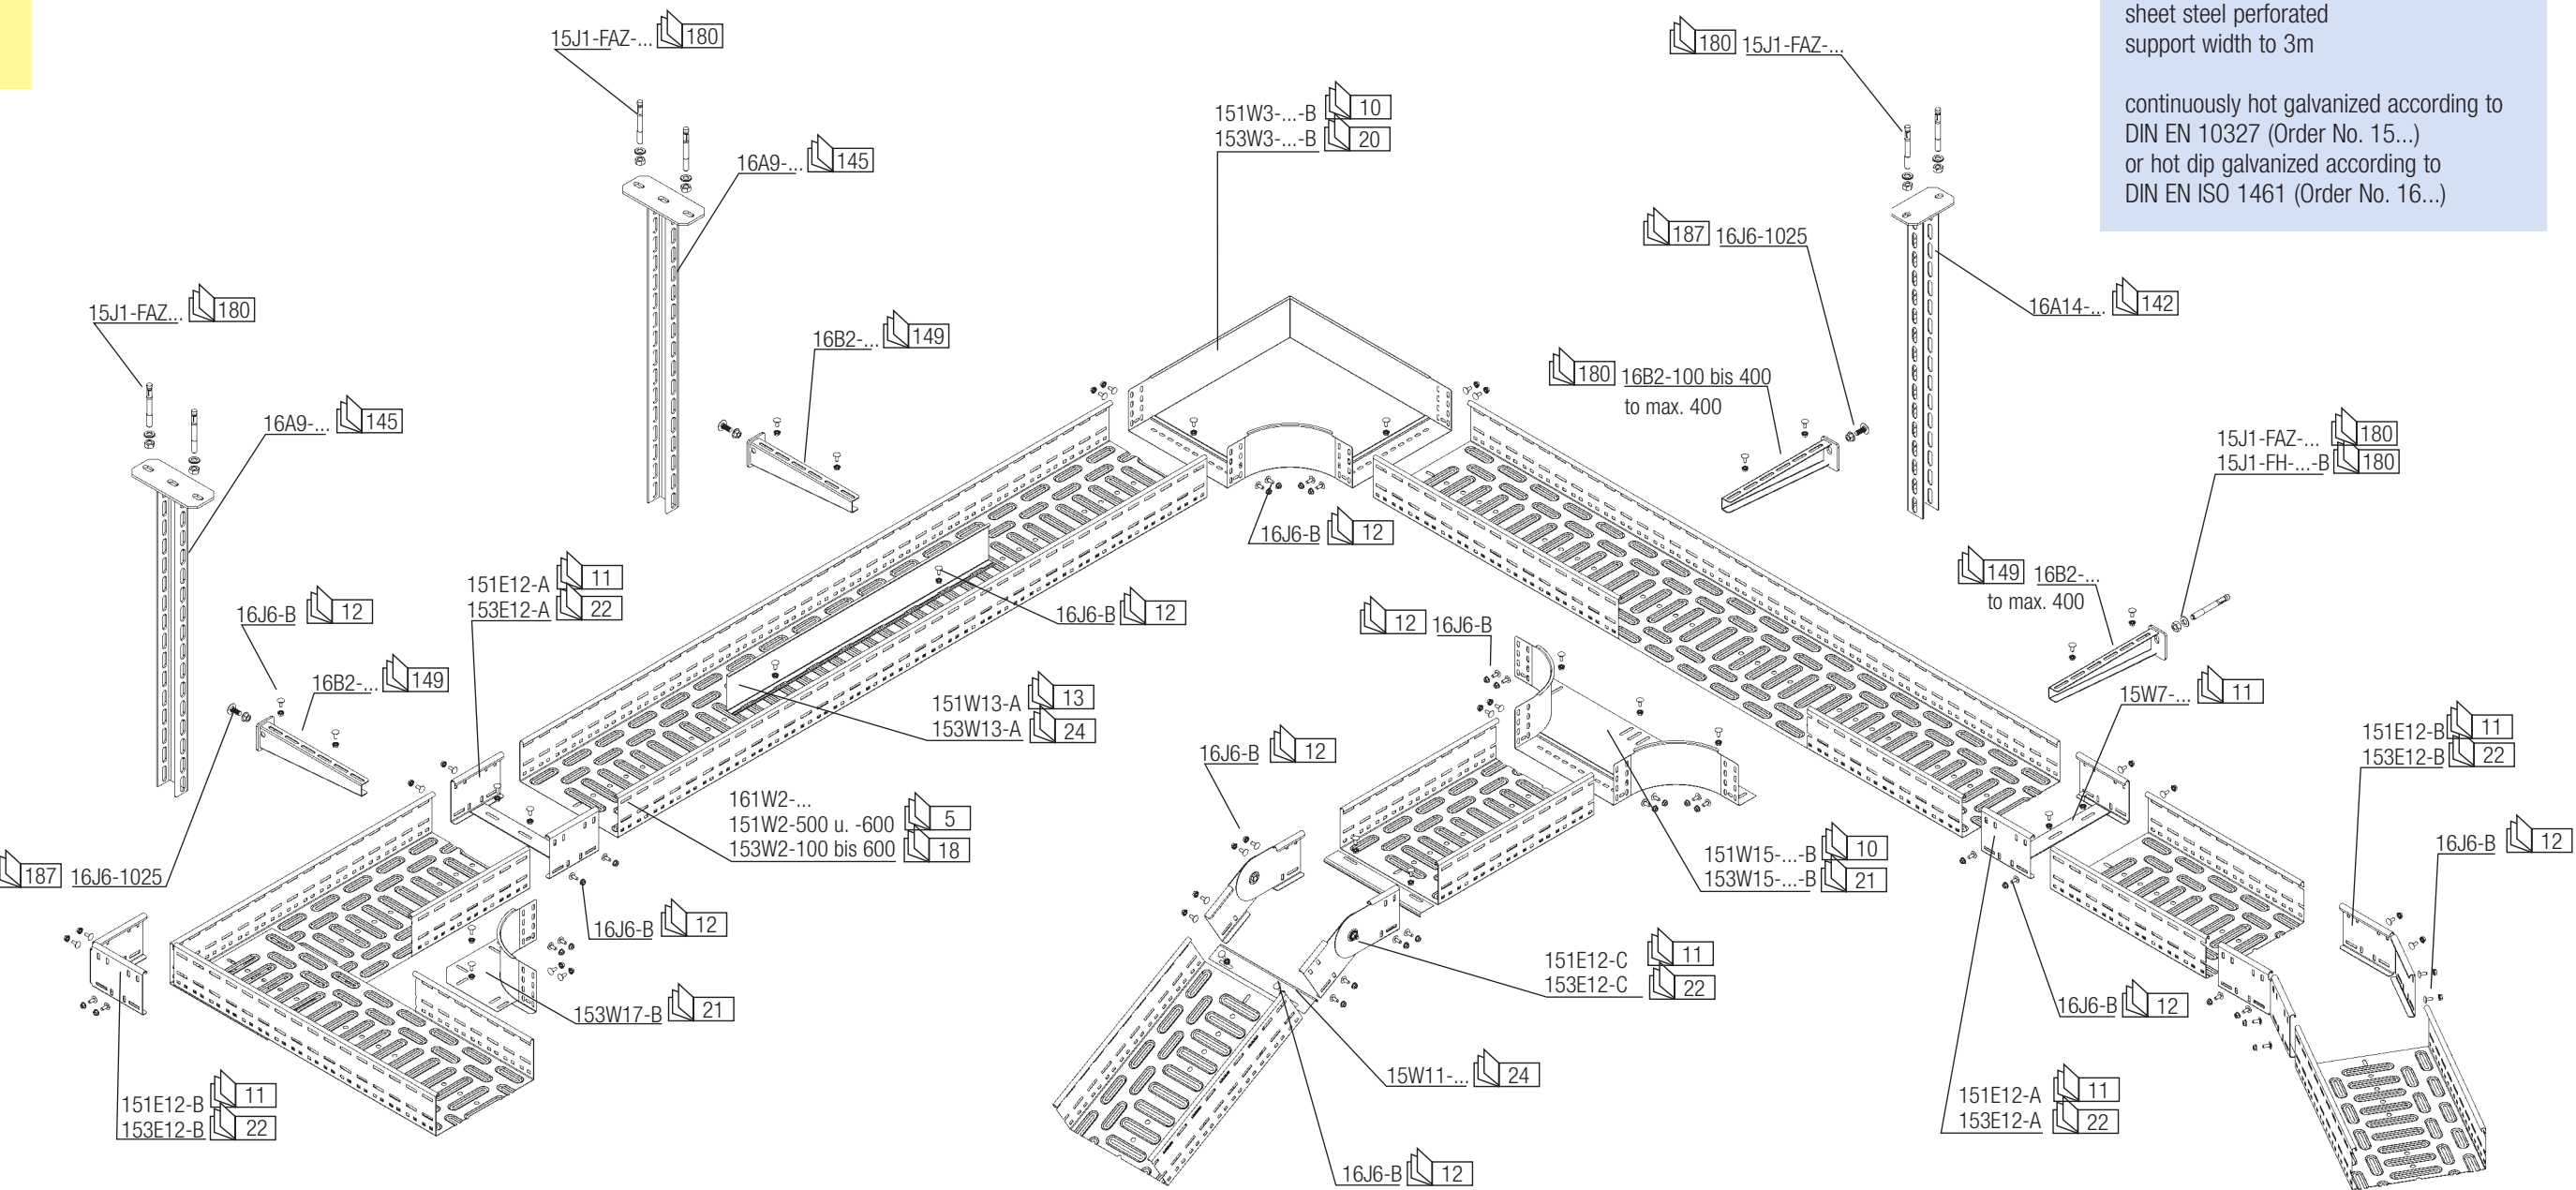 sheet steel perforated
support width to 3m
continuously hot galvanized according to
DIN EN 10327 (Order No. 15...)
or hot dip galvanized according to
DIN EN ISO 1461 (Order No. 16...)
15J1-FAZ-... 180
180 15J1-FAZ-...
151W3-...-B 10
153W3-...-B 20
16A9-... 145
187 16J6-1025
15J1-FAZ... 180
16A14-... 142
16B2-... 149
180 16B2-100 bis 400
to max. 400
16A9-... 145
15J1-FAZ-... 180
15J1-FH-...-B 180
16J6-B 12
151E12-A 11
153E12-A 22
149 16B2-...
to max. 400
16J6-B 12
16J6-B 12
12 16J6-B
16B2-... 149
151W13-A 13
153W13-A 24
15W7-... 11
151E12-B 11
153E12-B 22
16J6-B 12
161W2-...
151W2-500 u. -600 5
153W2-100 bis 600 18
151W15-...-B 10
153W15-...-B 21
16J6-B 12
187 16J6-1025
16J6-B 12
151E12-C 11
153E12-C 22
153W17-B 21
16J6-B 12
15W11-... 24
151E12-B 11
153E12-B 22
151E12-A 11
153E12-A 22
16J6-B 12